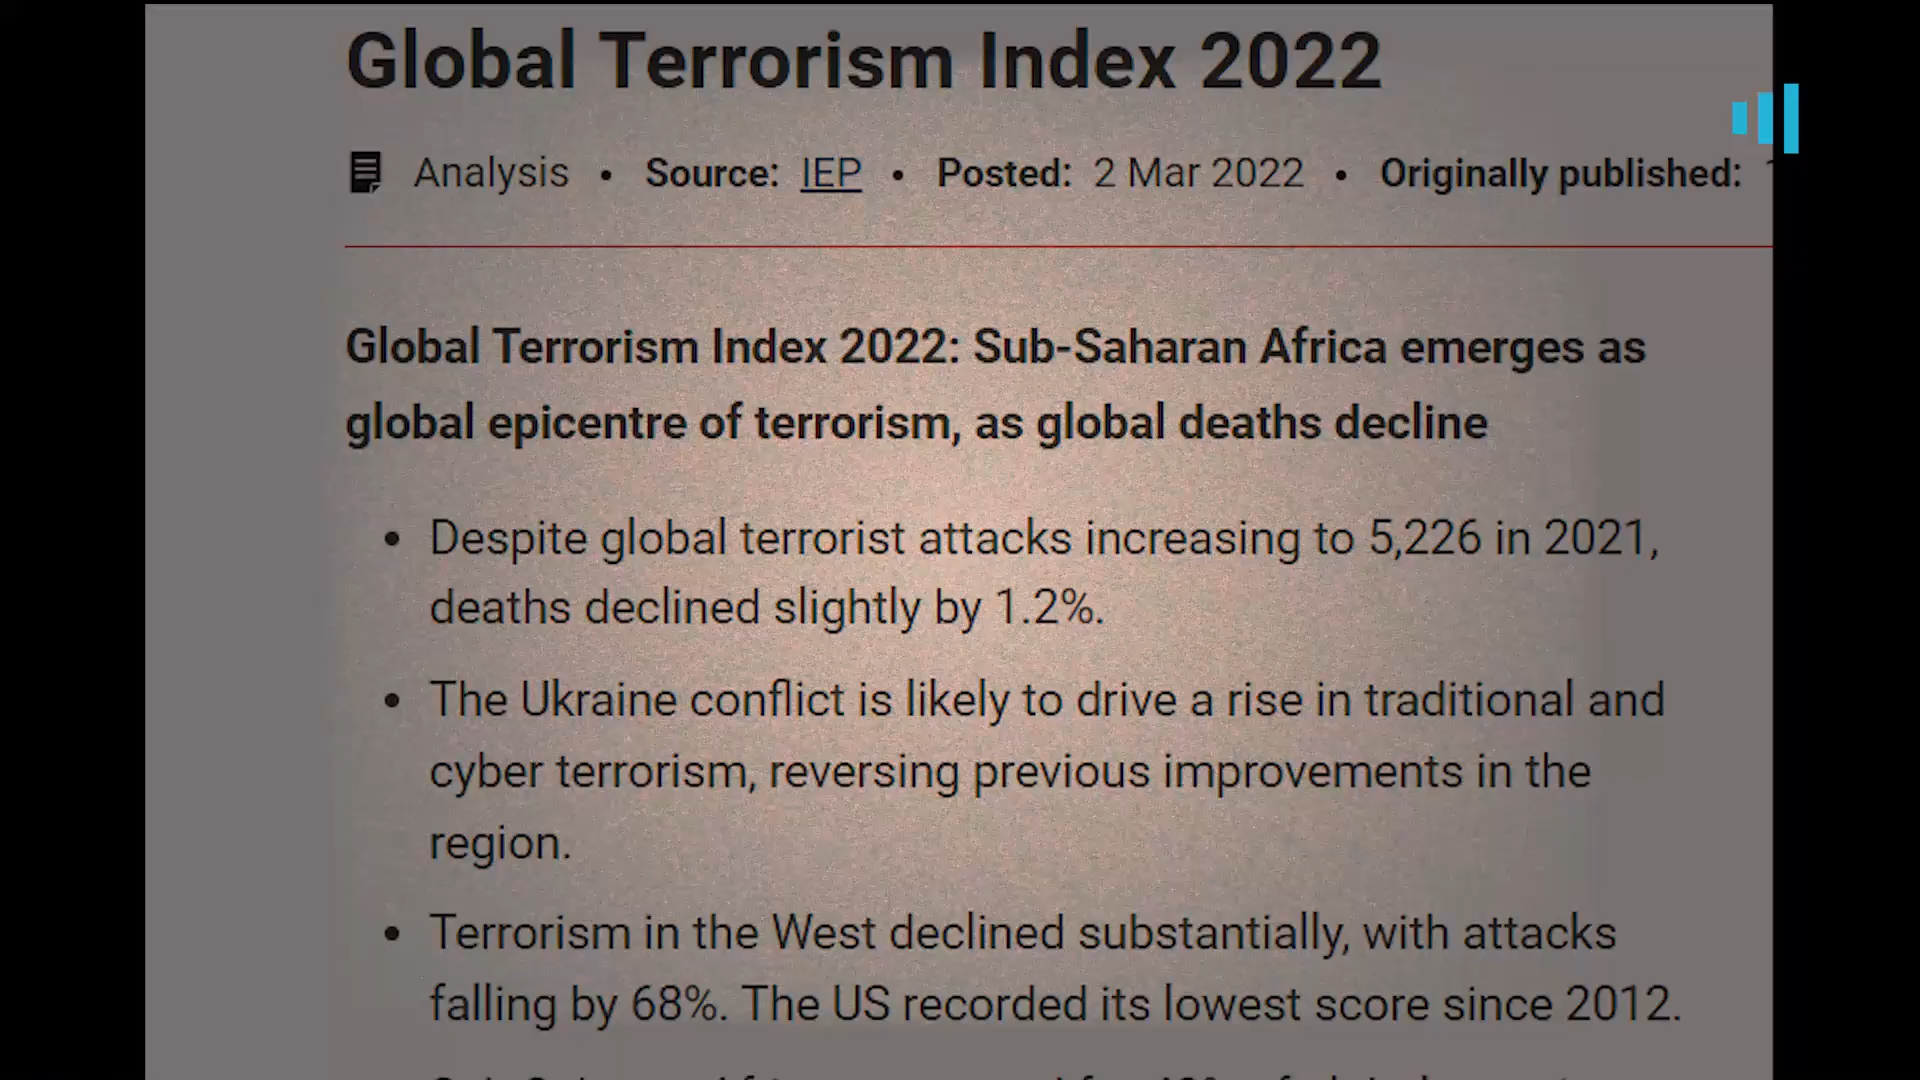 Global Terrorism Index 2022
Analysis • Source: IEP • Posted: 2 Mar 2022 • Originally published:
Global Terrorism Index 2022: Sub-Saharan Africa emerges as
global epicentre of terrorism, as global deaths decline
• Despite global terrorist attacks increasing to 5,226 in 2021,
deaths declined slightly by 1.2%.
• The Ukraine conflict is likely to drive a rise in traditional and
cyber terrorism, reversing previous improvements in the
region.
• Terrorism in the West declined substantially, with attacks
falling by 68%. The US recorded its lowest score since 2012.